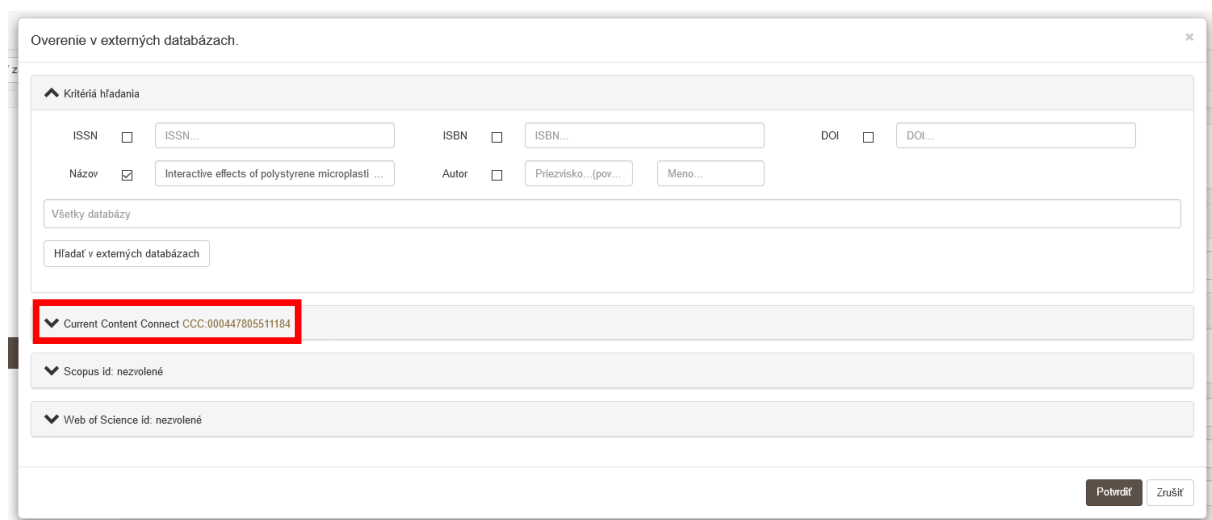 Overenie v externých databázach.
×
z
Kritériá hľadania
ISSN ISSN... ISBN ISBN... DOI DOI...
Názov Interactive effects of polystyrene microplasti ... Autor Priezvisko...(pov... Meno...
Všetky databázy
Hľadať v externých databázach
Current Content Connect CCC:000447805511184
Scopus id: nezvolené
Web of Science id: nezvolené
Potvrdiť Zrušiť